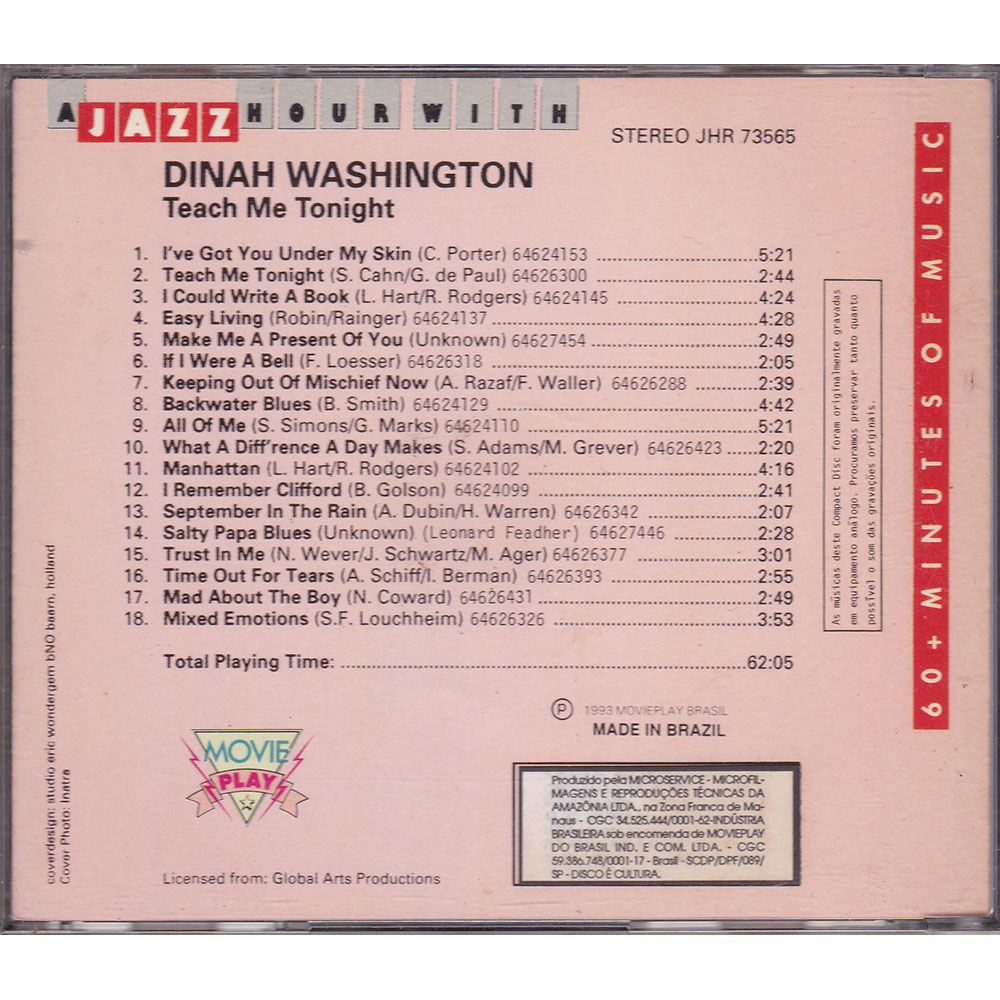 A JAZZ HOUR WITH
STEREO JHR 73565
DINAH WASHINGTON
Teach Me Tonight
1. I've Got You Under My Skin (C. Porter) 64624153 5:21
2. Teach Me Tonight (S. Cahn/G. de Paul) 64626300 2:44
3. I Could Write A Book (L. Hart/R. Rodgers) 64624145 4:24
4. Easy Living (Robin/Rainger) 64624137 4:28
5. Make Me A Present Of You (Unknown) 64627454 2:49
6. If I Were A Bell (F. Loesser) 64626318 2:05
7. Keeping Out Of Mischief Now (A. Razaf/F. Waller) 64626288 2:39
8. Backwater Blues (B. Smith) 64624129 4:42
9. All Of Me (S. Simons/G. Marks) 64624110 5:21
10. What A Diff'rence A Day Makes (S. Adams/M. Grever) 64626423 2:20
11. Manhattan (L. Hart/R. Rodgers) 64624102 4:16
12. I Remember Clifford (B. Golson) 64624099 2:41
13. September In The Rain (A. Dubin/H. Warren) 64626342 2:07
14. Salty Papa Blues (Unknown) (Leonard Feadher) 64627446 2:28
15. Trust In Me (N. Wever/J. Schwartz/M. Ager) 64626377 3:01
16. Time Out For Tears (A. Schiff/I. Berman) 64626393 2:55
17. Mad About The Boy (N. Coward) 64626431 2:49
18. Mixed Emotions (S.F. Louchheim) 64626326 3:53
Total Playing Time: 62:05
℗ 1993 MOVIEPLAY BRASIL
MADE IN BRAZIL
MOVIE
PLAY
Produzido pela MICROSERVICE - MICROFIL-
MAGENS E REPRODUÇÕES TÉCNICAS DA
AMAZÔNIA LTDA., na Zona Franca de Ma-
naus - CGC 34.525.444/0001-62-INDÚSTRIA
BRASILEIRA sob encomenda de MOVIEPLAY
DO BRASIL IND. E COM. LTDA. - CGC
59.386.748/0001-17 - Brasil - SCDP/DPF/089/
SP - DISCO É CULTURA.
Licensed from: Global Arts Productions
coverdesign: studio eric wondergem bNO baarn, holland
Cover Photo: Inatra
As músicas deste Compact Disc foram originalmente gravadas
em equipamento análogo. Procuramos preservar tanto quanto
possível o som das gravações originais.
60 + MINUTES OF MUSIC